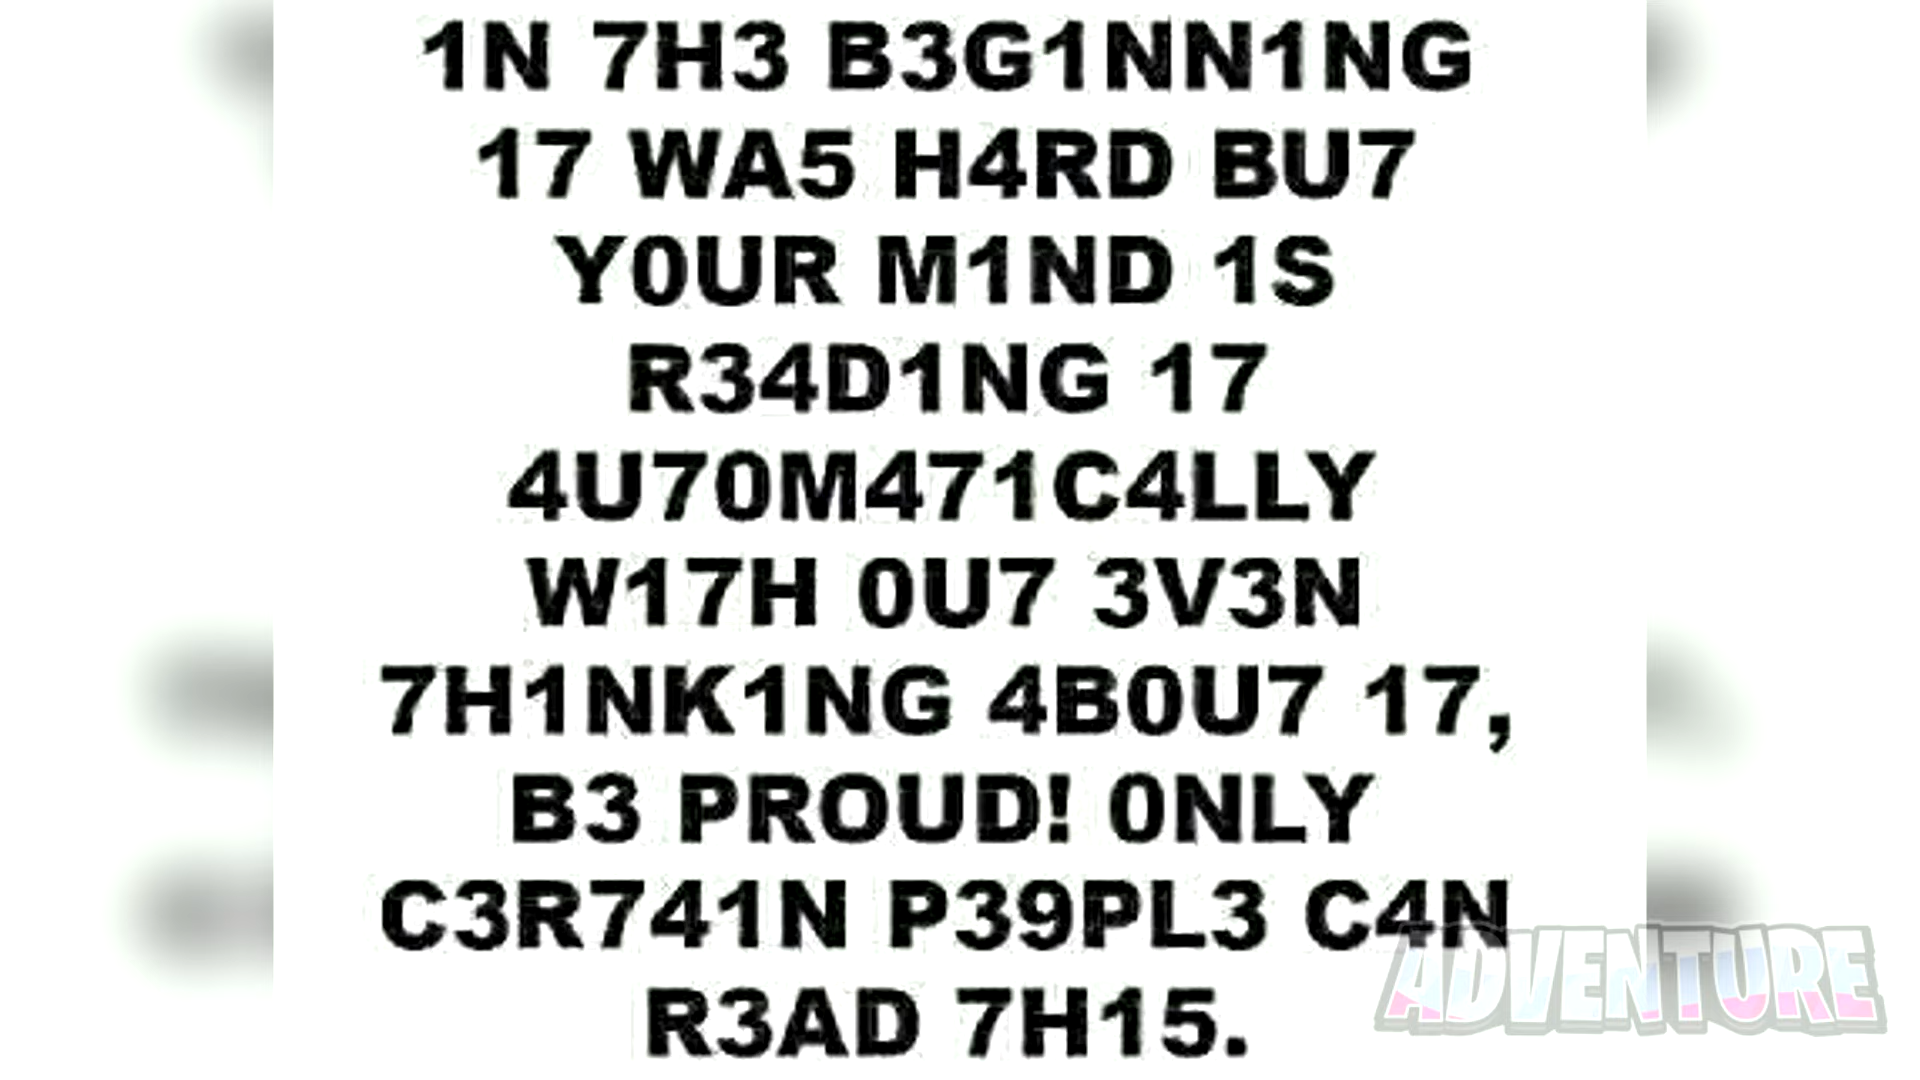 1N 7H3 B3G1NN1NG
17 WA5 H4RD BU7
Y0UR M1ND 1S
R34D1NG 17
4U70M471C4LLY
W17H 0U7 3V3N
7H1NK1NG 4B0U7 17,
B3 PROUD! 0NLY
C3R741N P39PL3 C4N
R3AD 7H15.
ADVENTURE